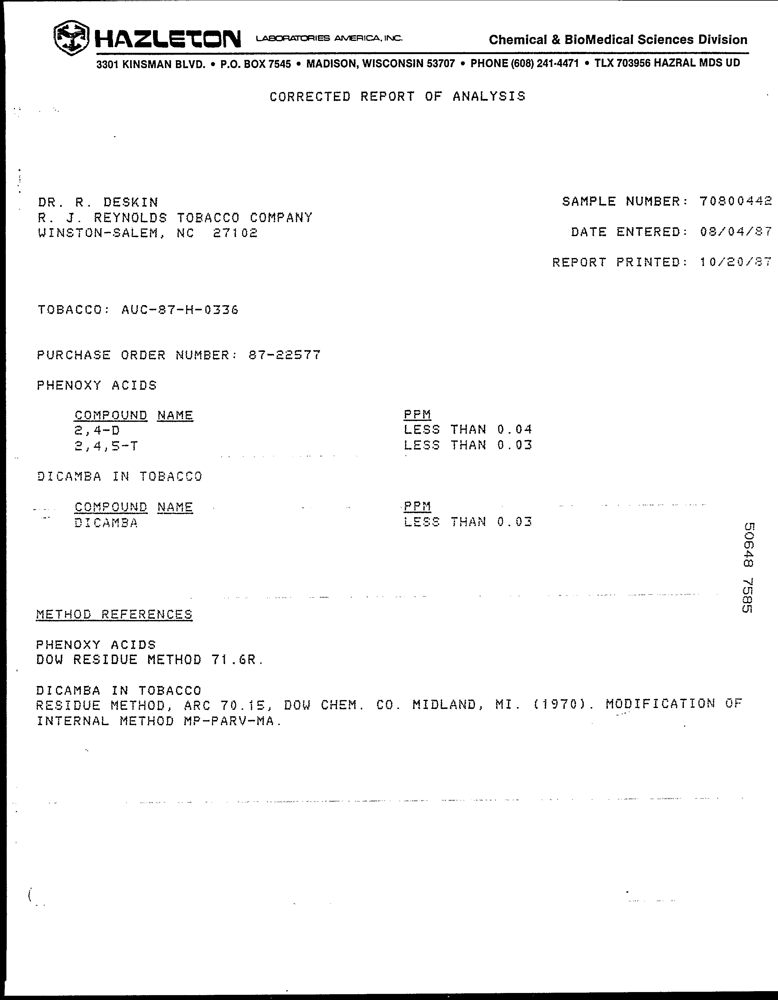 HAZLETON LABORATORIES AMERICA, INC. Chemical & BioMedical Sciences Division
3301 KINSMAN BLVD. • P.O. BOX 7545 • MADISON, WISCONSIN 53707 • PHONE (608) 241-4471 • TLX 703956 HAZRAL MDS UD
CORRECTED REPORT OF ANALYSIS
DR. R. DESKIN
R. J. REYNOLDS TOBACCO COMPANY
WINSTON-SALEM, NC 27102
SAMPLE NUMBER: 70800442
DATE ENTERED: 08/04/87
REPORT PRINTED: 10/20/87
TOBACCO: AUC-87-H-0336
PURCHASE ORDER NUMBER: 87-22577
PHENOXY ACIDS
COMPOUND NAME PPM
2,4-D LESS THAN 0.04
2,4,5-T LESS THAN 0.03
DICAMBA IN TOBACCO
COMPOUND NAME PPM
DICAMBA LESS THAN 0.03
50648 7585
METHOD REFERENCES
PHENOXY ACIDS
DOW RESIDUE METHOD 71.6R.
DICAMBA IN TOBACCO
RESIDUE METHOD, ARC 70.15, DOW CHEM. CO. MIDLAND, MI. (1970). MODIFICATION OF
INTERNAL METHOD MP-PARV-MA.